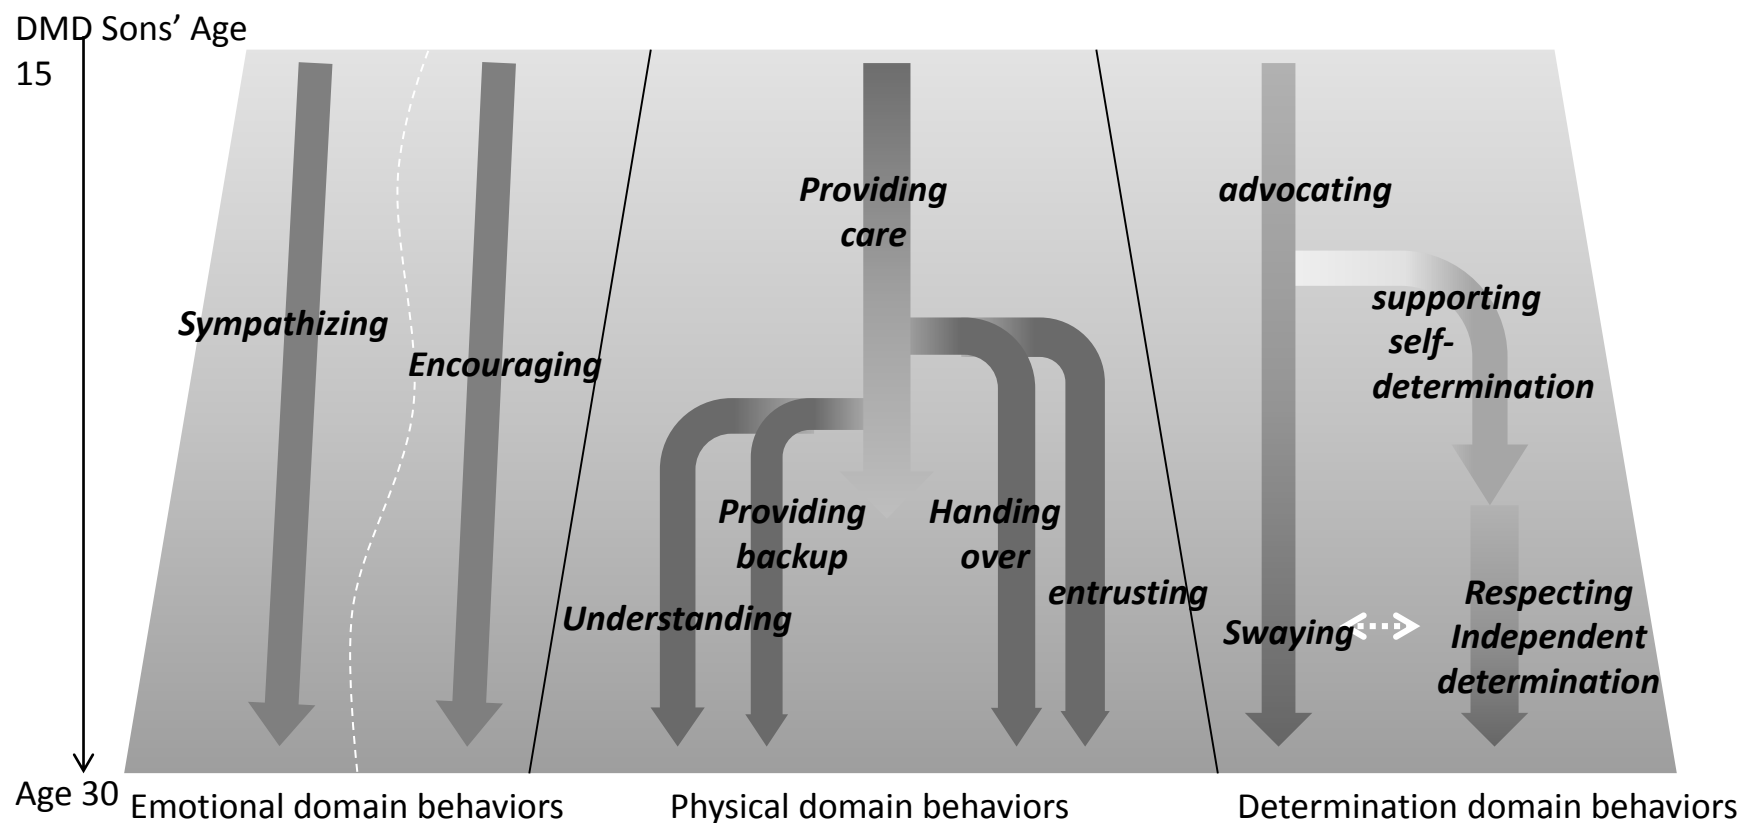 DMD Sons’ Age
15
Providing
care
advocating
Sympathizing
Encouraging
supporting
self-
determination
Providing
backup
Handing
over
Understanding
entrusting
Swaying
Respecting
Independent
determination
Age 30
Emotional domain behaviors
Physical domain behaviors
Determination domain behaviors